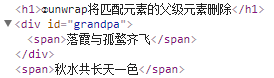 <h1>①unwrap将匹配元素的父级元素删除</h1>
▼<div id="grandpa">
<span>落霞与孤鹜齐飞</span>
</div>
<span>秋水共长天一色</span>